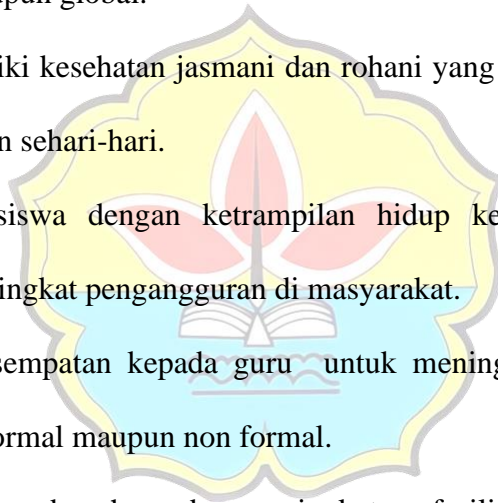 pun global.
iki kesehatan jasmani dan rohani yang
n sehari-hari.
siswa dengan ketrampilan hidup ke
ingkat pengangguran di masyarakat.
sempatan kepada guru untuk mening
ormal maupun non formal.